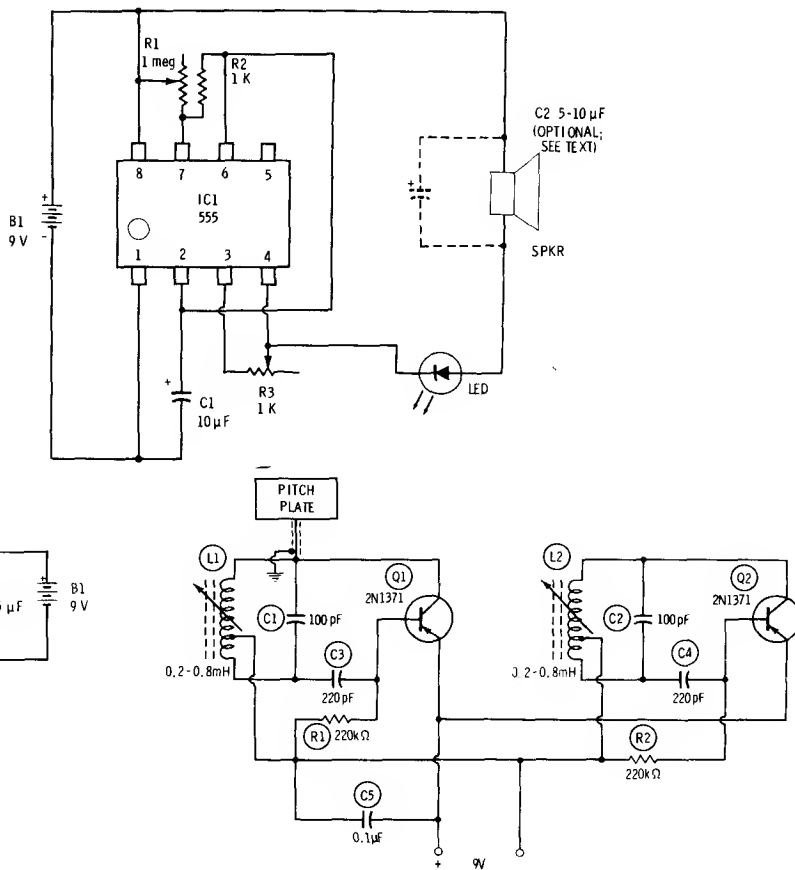 R1
1 meg
R2
1 K
8 7 6 5
IC1
555
1 2 3 4
B1
9 V
+
-
+
C1
10 µF
R3
1 K
LED
C2 5-10 µF
(OPTIONAL;
SEE TEXT)
+
SPKR
µF
+
B1
9 V
PITCH
PLATE
L1
C1
100 pF
Q1
2N1371
C3
220 pF
0.2-0.8mH
R1
220kΩ
C5
0.1µF
+ 9V
L2
C2
100 pF
Q2
2N1371
C4
220 pF
0.2-0.8mH
R2
220kΩ